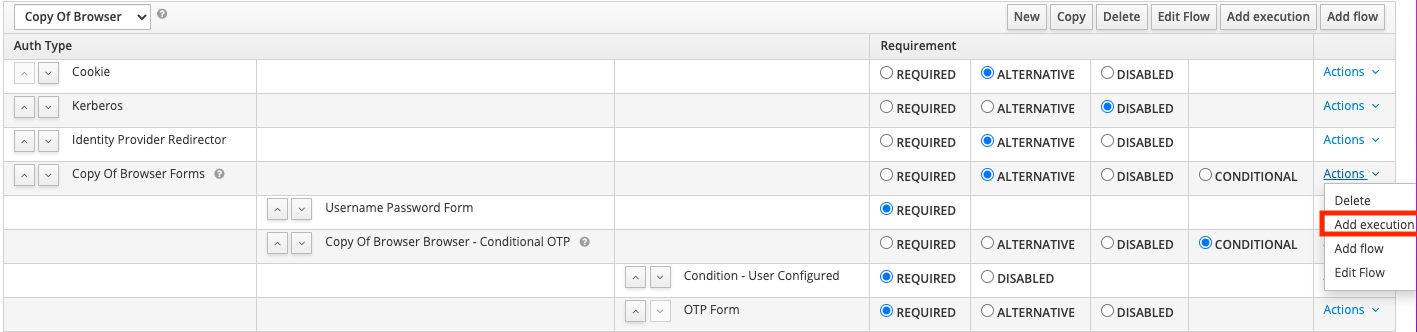 Copy Of Browser New Copy Delete Edit Flow Add execution Add flow
Auth Type Requirement
Cookie REQUIRED ALTERNATIVE DISABLED Actions
Kerberos REQUIRED ALTERNATIVE DISABLED Actions
Identity Provider Redirector REQUIRED ALTERNATIVE DISABLED Actions
Copy Of Browser Forms REQUIRED ALTERNATIVE DISABLED CONDITIONAL Actions
Delete
Username Password Form REQUIRED
Add execution
Copy Of Browser Browser - Conditional OTP REQUIRED ALTERNATIVE DISABLED CONDITIONAL
Add flow
Edit Flow
Condition - User Configured REQUIRED DISABLED
OTP Form REQUIRED ALTERNATIVE DISABLED Actions